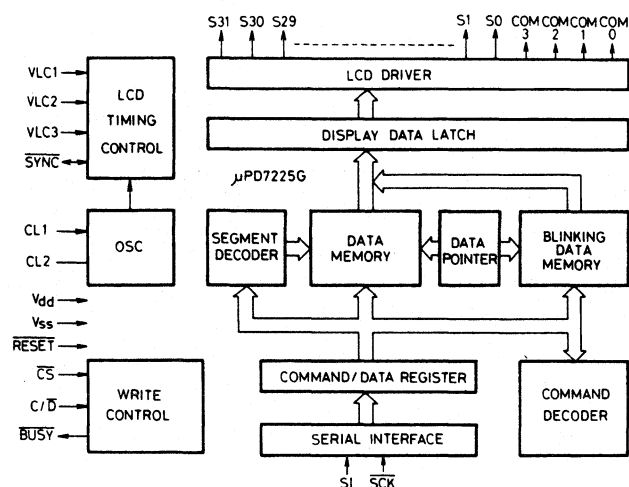 S31 S30 S29 S1 S0 COM 3 COM 2 COM 1 COM 0
LCD DRIVER
VLC1
VLC2
VLC3
SYNC
LCD TIMING CONTROL
DISPLAY DATA LATCH
µPD7225G
CL1
CL2
OSC
SEGMENT DECODER
DATA MEMORY
DATA POINTER
BLINKING DATA MEMORY
Vdd
Vss
RESET
CS
C/D
BUSY
WRITE CONTROL
COMMAND/DATA REGISTER
COMMAND DECODER
SERIAL INTERFACE
SI SCK